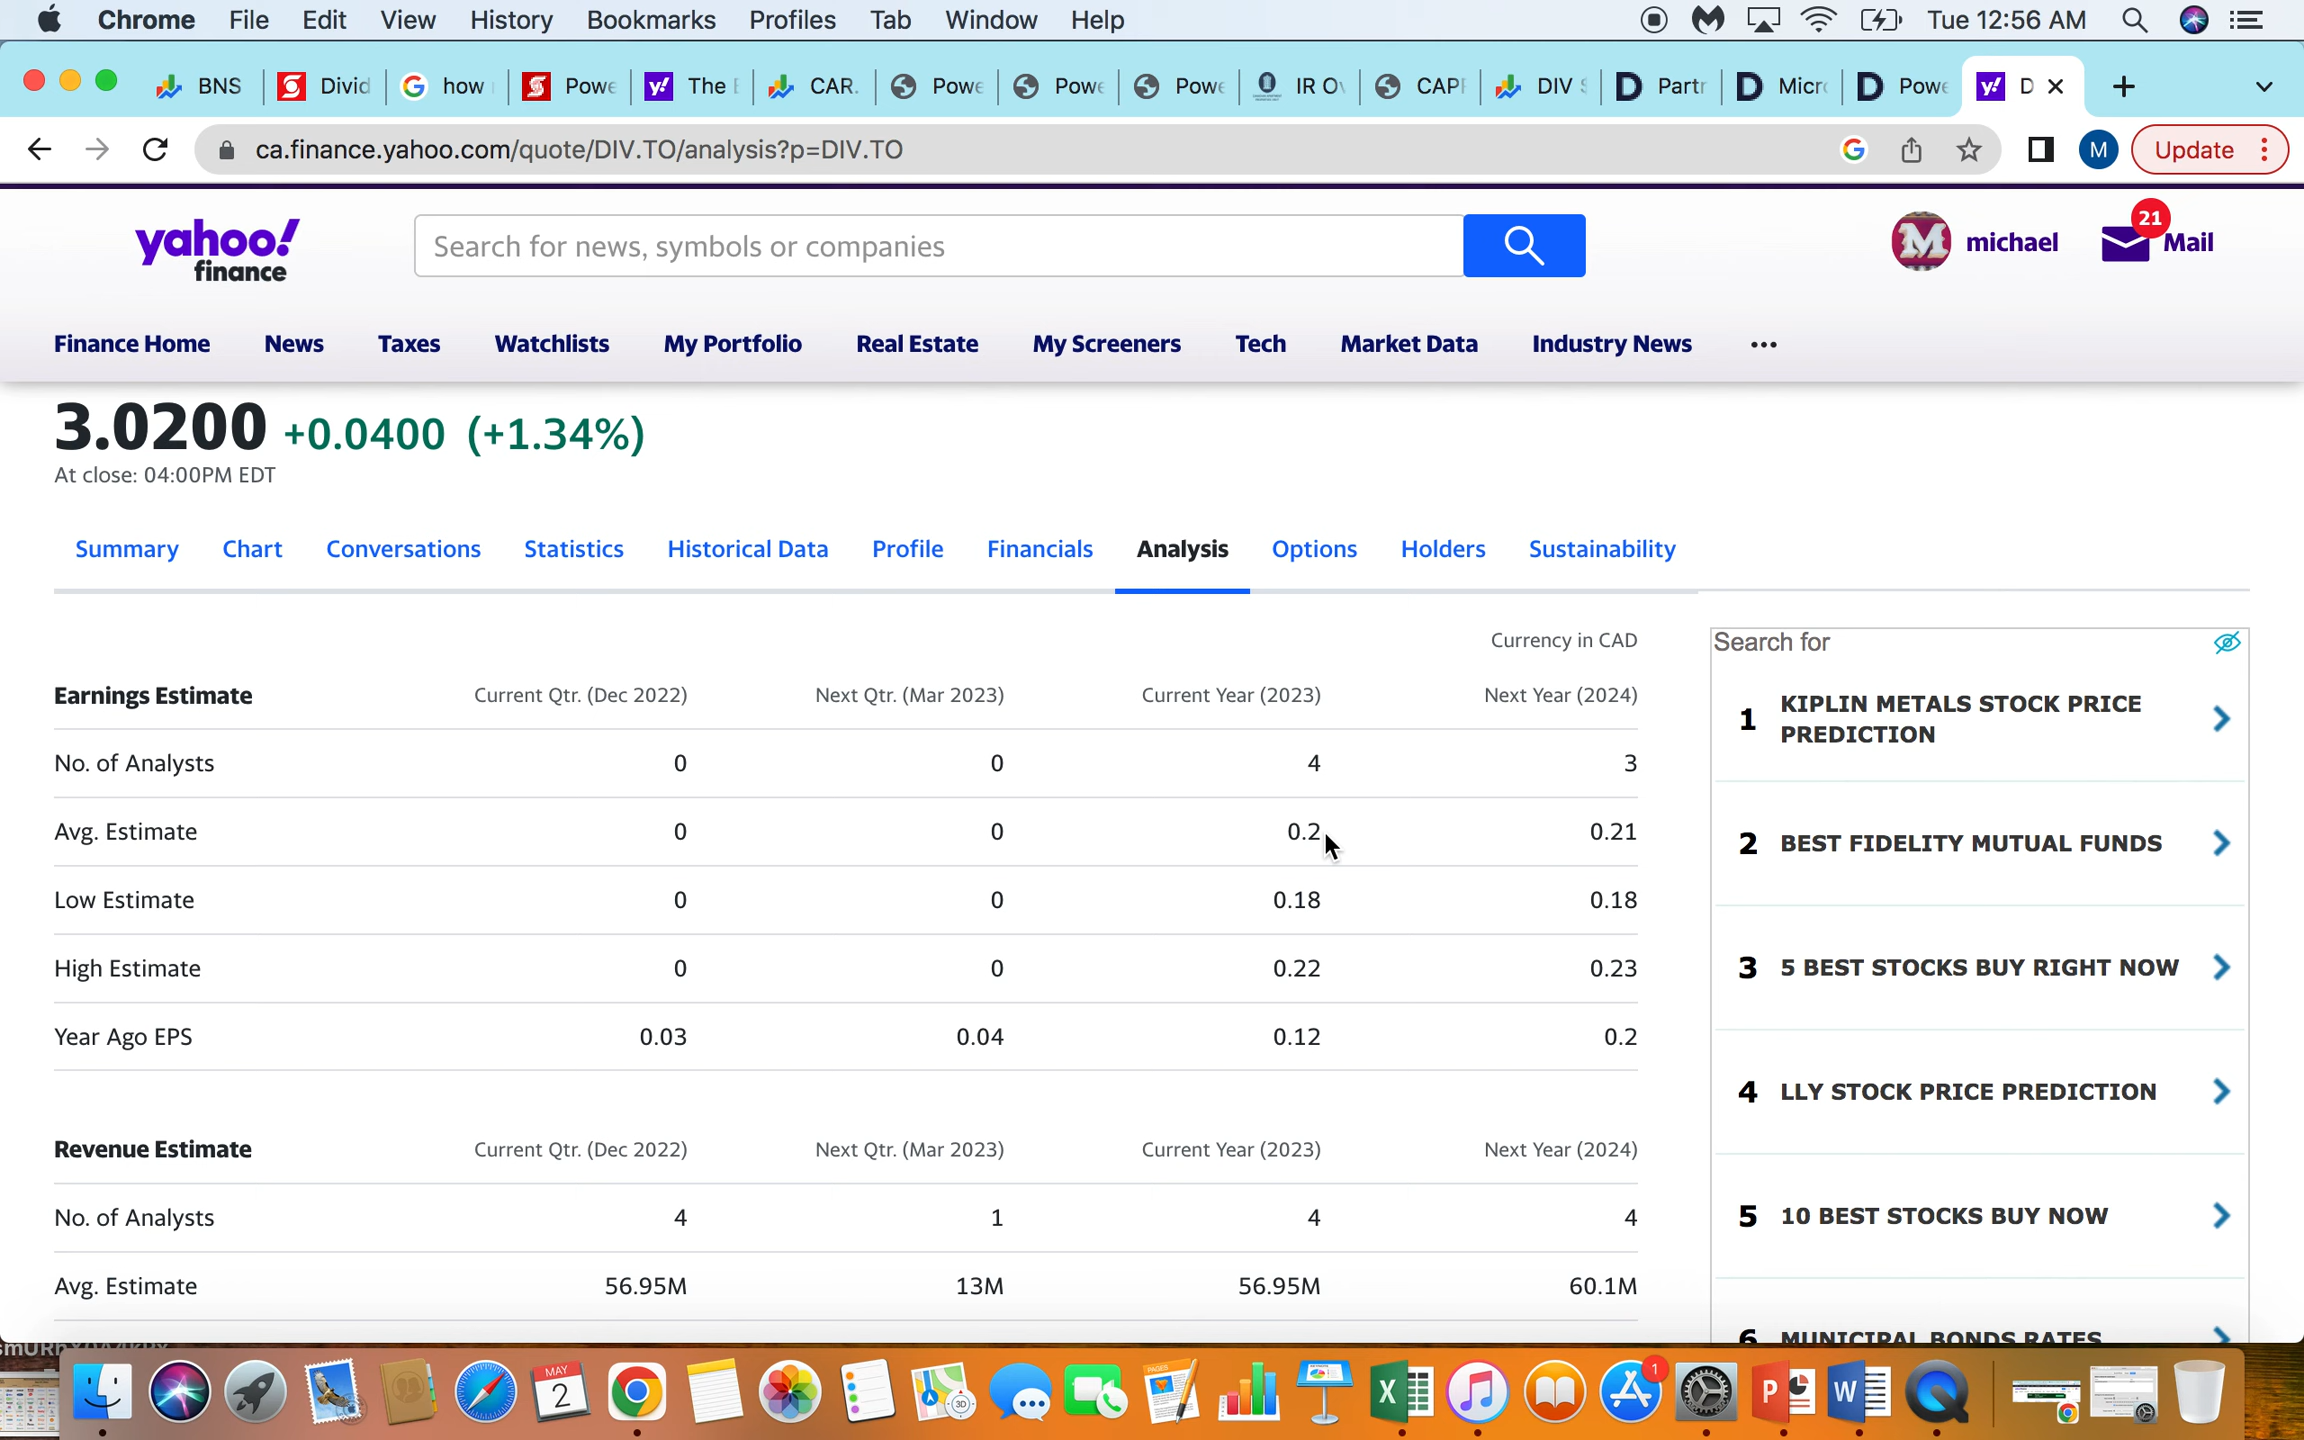 Chrome File Edit View History Bookmarks Profiles Tab Window Help Tue 12:56 AM
BNS Divid how Powe The CAR. Powe Powe Powe IR Ov CAPI DIV Partr Micr Powe D
ca.finance.yahoo.com/quote/DIV.TO/analysis?p=DIV.TO M Update
yahoo! finance
Search for news, symbols or companies
michael
21
Mail
Finance Home News Taxes Watchlists My Portfolio Real Estate My Screeners Tech Market Data Industry News ...
3.0200 +0.0400 (+1.34%)
At close: 04:00PM EDT
Summary Chart Conversations Statistics Historical Data Profile Financials Analysis Options Holders Sustainability
Currency in CAD
Earnings Estimate Current Qtr. (Dec 2022) Next Qtr. (Mar 2023) Current Year (2023) Next Year (2024)
No. of Analysts 0 0 4 3
Avg. Estimate 0 0 0.2 0.21
Low Estimate 0 0 0.18 0.18
High Estimate 0 0 0.22 0.23
Year Ago EPS 0.03 0.04 0.12 0.2
Revenue Estimate Current Qtr. (Dec 2022) Next Qtr. (Mar 2023) Current Year (2023) Next Year (2024)
No. of Analysts 4 1 4 4
Avg. Estimate 56.95M 13M 56.95M 60.1M
Search for
1 KIPLIN METALS STOCK PRICE
PREDICTION
2 BEST FIDELITY MUTUAL FUNDS
3 5 BEST STOCKS BUY RIGHT NOW
4 LLY STOCK PRICE PREDICTION
5 10 BEST STOCKS BUY NOW
6 MUNICIPAL BONDS RATES
MAY
2
PAGES
3D
X
1
P
W